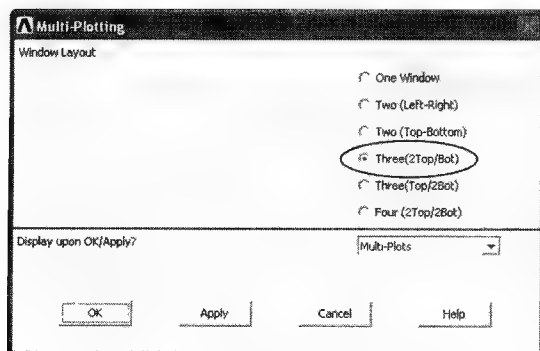 Multi-Plotting
Window Layout
One Window
Two (Left-Right)
Two (Top-Bottom)
Three(2Top/Bot)
Three(Top/2Bot)
Four (2Top/2Bot)
Display upon OK/Apply?
Multi-Plots
OK
Apply
Cancel
Help